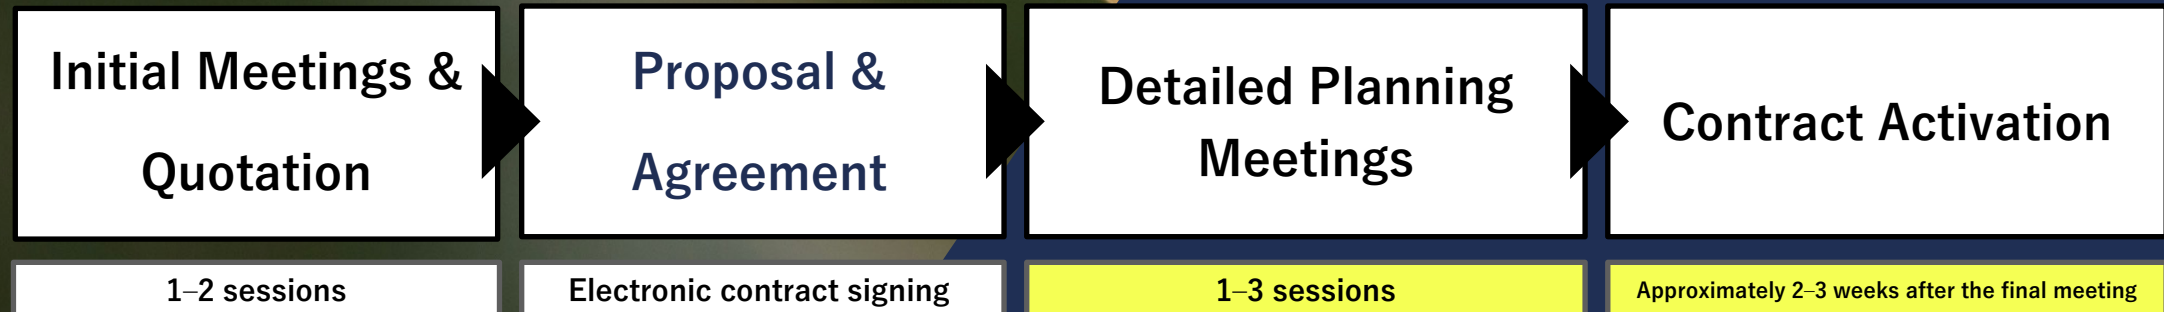 Initial Meetings &
Quotation
Proposal &
Agreement
Detailed Planning
Meetings
Contract Activation
1–2 sessions
Electronic contract signing
1–3 sessions
Approximately 2–3 weeks after the final meeting